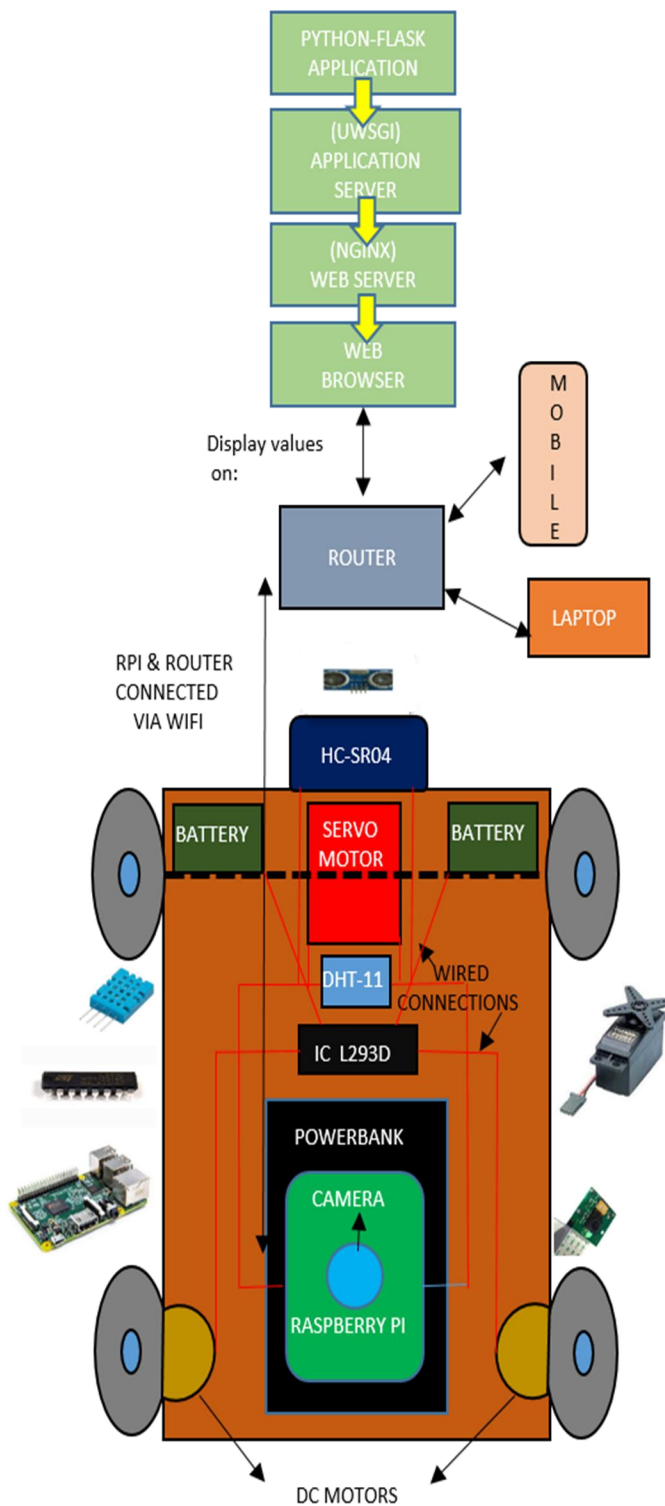 PYTHON-FLASK
APPLICATION
(UWSGI)
APPLICATION
SERVER
(NGINX)
WEB SERVER
WEB
BROWSER
MOBILE
Display values
on:
ROUTER
LAPTOP
RPI & ROUTER
CONNECTED
VIA WIFI
HC-SR04
BATTERY
SERVO
MOTOR
BATTERY
DHT-11
WIRED
CONNECTIONS
IC L293D
POWERBANK
CAMERA
RASPBERRY PI
DC MOTORS